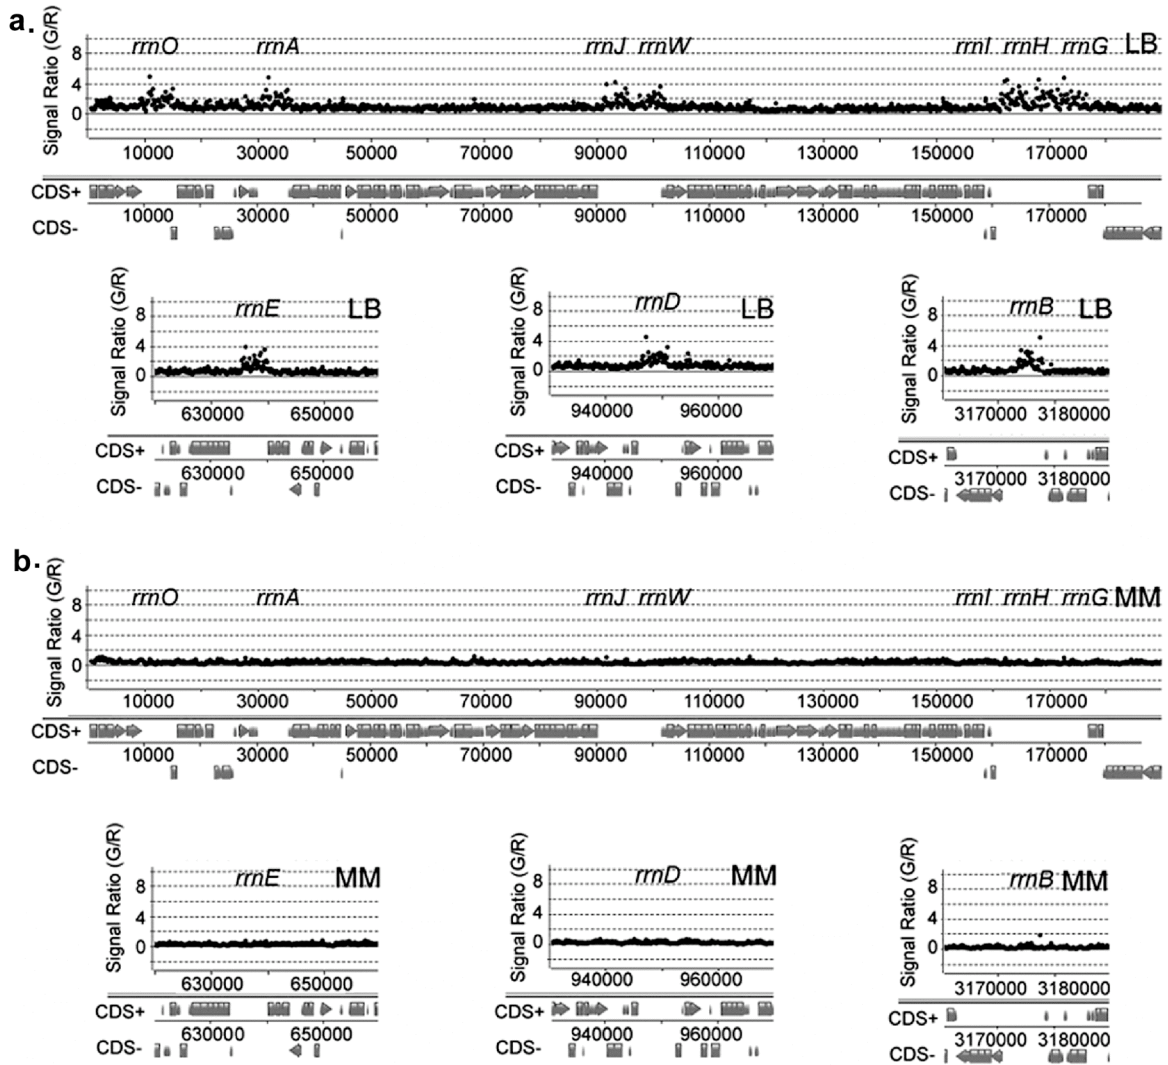 a.
Signal Ratio (G/R)
8
4
0
rrnO rrnA rrnJ rrnW rrnI rrnH rrnG LB
10000 30000 50000 70000 90000 110000 130000 150000 170000
CDS+
10000 30000 50000 70000 90000 110000 130000 150000 170000
CDS-
Signal Ratio (G/R)
8
4
0
rrnE LB
630000 650000
CDS+
630000 650000
CDS-
Signal Ratio (G/R)
8
4
0
rrnD LB
940000 960000
CDS+
940000 960000
CDS-
Signal Ratio (G/R)
8
4
0
rrnB LB
3170000 3180000
CDS+
3170000 3180000
CDS-
b.
Signal Ratio (G/R)
8
4
0
rrnO rrnA rrnJ rrnW rrnI rrnH rrnG MM
10000 30000 50000 70000 90000 110000 130000 150000 170000
CDS+
10000 30000 50000 70000 90000 110000 130000 150000 170000
CDS-
Signal Ratio (G/R)
8
4
0
rrnE MM
630000 650000
CDS+
630000 650000
CDS-
Signal Ratio (G/R)
8
4
0
rrnD MM
940000 960000
CDS+
940000 960000
CDS-
Signal Ratio (G/R)
8
4
0
rrnB MM
3170000 3180000
CDS+
3170000 3180000
CDS-